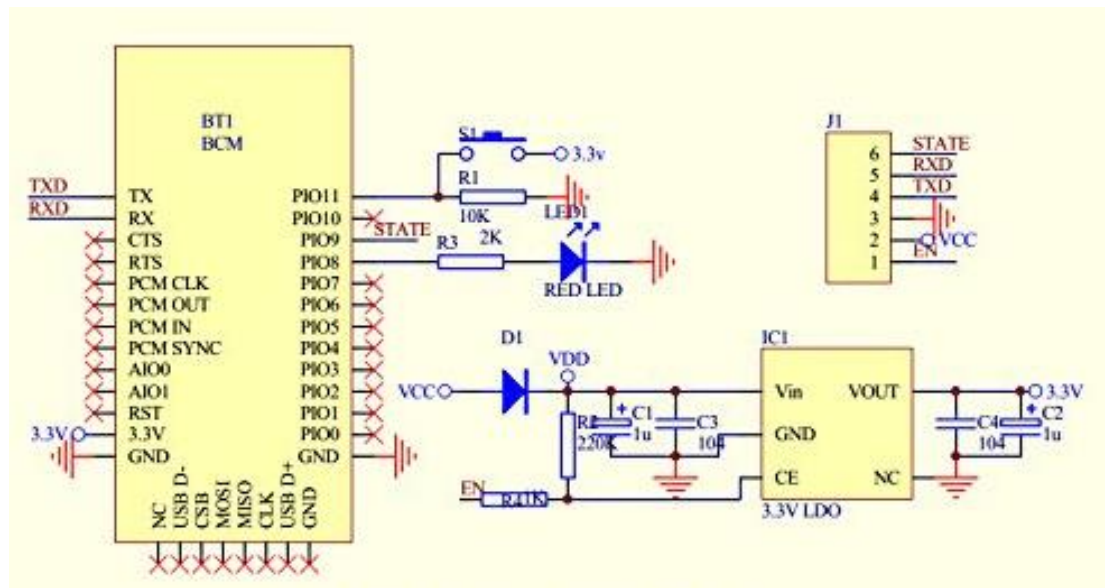 BT1
BCM
TXD
RXD
TX
RX
CTS
RTS
PCM CLK
PCM OUT
PCM IN
PCM SYNC
AIO0
AIO1
RST
3.3V
3.3V
GND
PIO11
PIO10
PIO9
PIO8
PIO7
PIO6
PIO5
PIO4
PIO3
PIO2
PIO1
PIO0
GND
NC
USB D-
CSB
MOSI
MISO
CLK
USB D+
GND
S1
3.3v
R1
10K
STATE
R3
2K
LED1
RED LED
J1
6
STATE
5
RXD
4
TXD
3
2
VCC
1
EN
D1
VCC
VDD
R2
220K
C1
1u
C3
104
EN
R4
1K
IC1
Vin
VOUT
GND
CE
NC
3.3V LDO
3.3V
C4
104
C2
1u